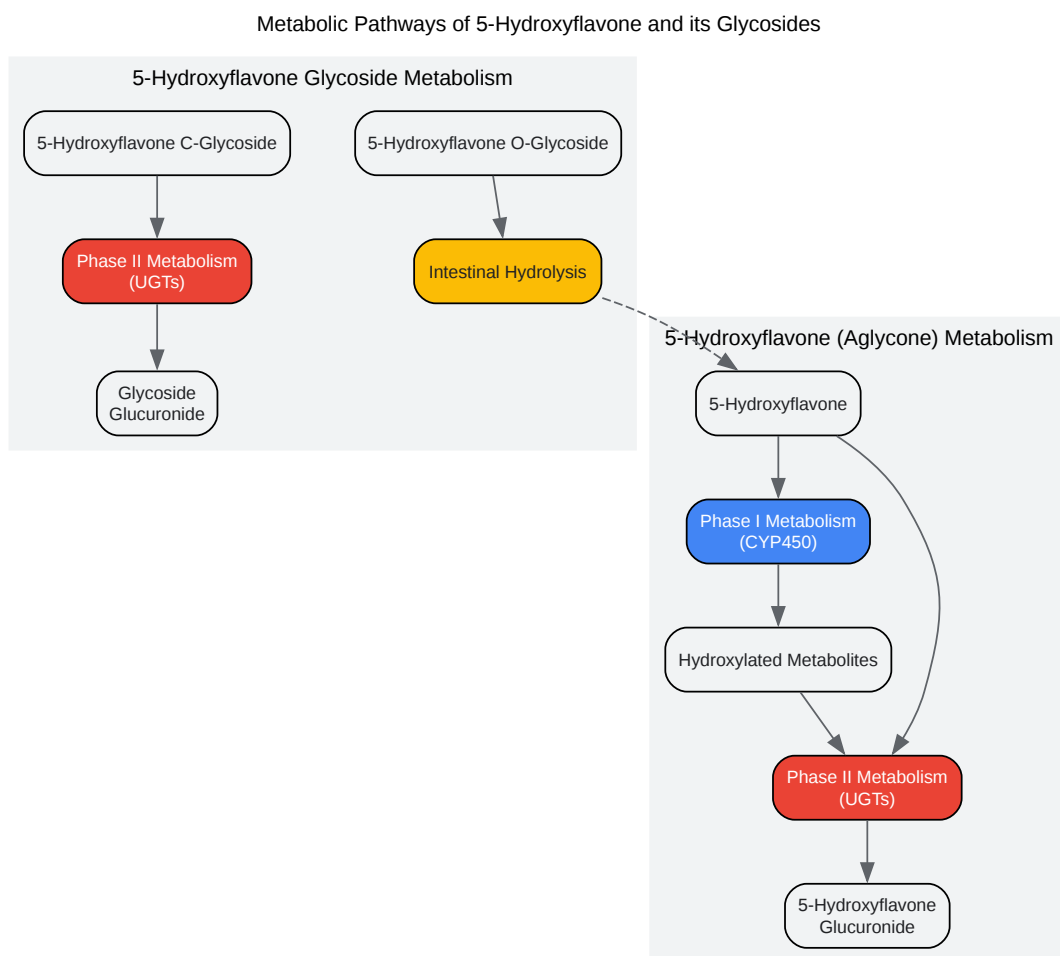 Metabolic Pathways of 5-Hydroxyflavone and its Glycosides
5-Hydroxyflavone Glycoside Metabolism
5-Hydroxyflavone C-Glycoside
5-Hydroxyflavone O-Glycoside
Phase II Metabolism
(UGTs)
Intestinal Hydrolysis
Glycoside
Glucuronide
5-Hydroxyflavone (Aglycone) Metabolism
5-Hydroxyflavone
Phase I Metabolism
(CYP450)
Hydroxylated Metabolites
Phase II Metabolism
(UGTs)
5-Hydroxyflavone
Glucuronide